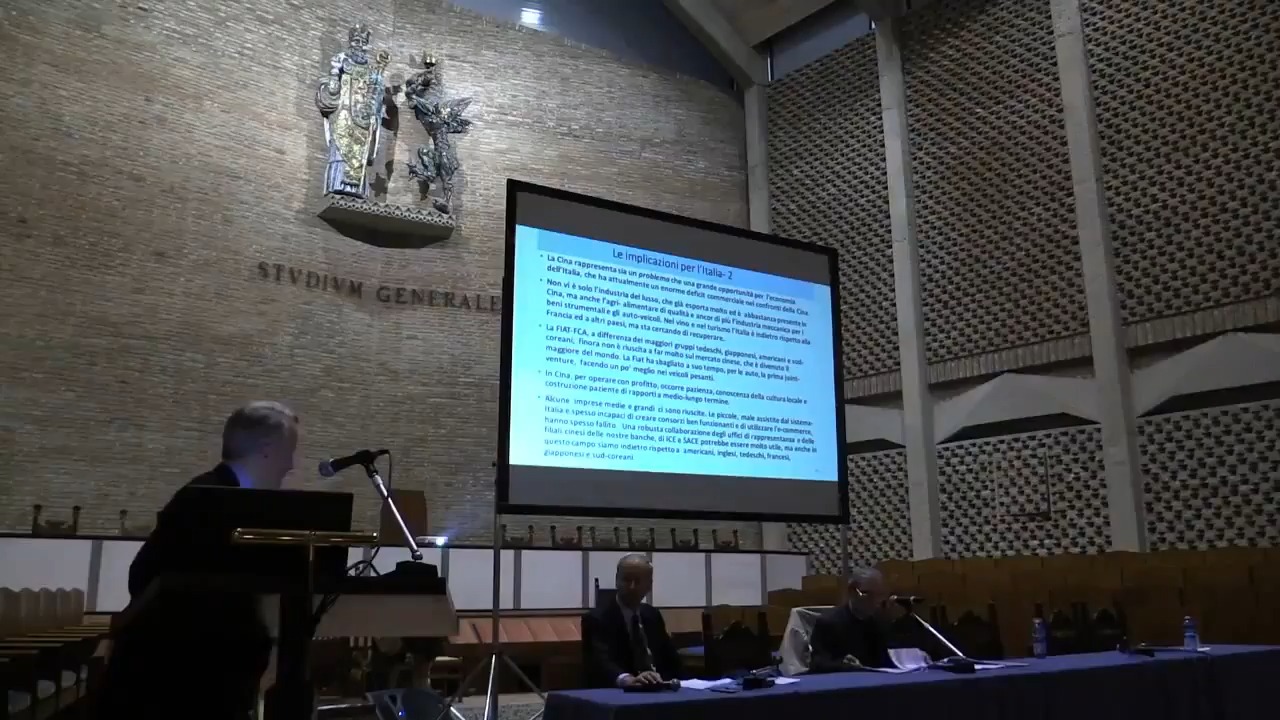 STVDIVM GENERALE
Le implicazioni per l'Italia- 2
• La Cina rappresenta sia un problema che una grande opportunità per l'economia
dell'Italia, che ha attualmente un enorme deficit commerciale nei confronti della Cina.
• Non vi è solo l'industria del lusso, che già esporta molto ed è abbastanza presente in
Cina, ma anche l'agri- alimentare di qualità e ancor di più l'industria meccanica per i
beni strumentali e gli auto-veicoli. Nel vino e nel turismo l'Italia è indietro rispetto alla
Francia ed a altri paesi, ma sta cercando di recuperare.
• La FIAT-FCA, a differenza dei maggiori gruppi tedeschi, giapponesi, americani e sud-
coreani, finora non è riuscita a far molto sul mercato cinese, che è divenuto il
maggiore del mondo. La Fiat ha sbagliato a suo tempo, per le auto, la prima joint-
venture, facendo un po' meglio nei veicoli pesanti.
• In Cina, per operare con profitto, occorre pazienza, conoscenza della cultura locale e
costruzione paziente di rapporti a medio-lungo termine.
• Alcune imprese medie e grandi ci sono riuscite. Le piccole, male assistite dal sistema-
Italia e spesso incapaci di creare consorzi ben funzionanti e di utilizzare l'e-commerce,
hanno spesso fallito. Una robusta collaborazione degli uffici di rappresentanza e delle
filiali cinesi delle nostre banche, di ICE e SACE potrebbe essere molto utile, ma anche in
questo campo siamo indietro rispetto a americani, inglesi, tedeschi, francesi,
giapponesi e sud-coreani.